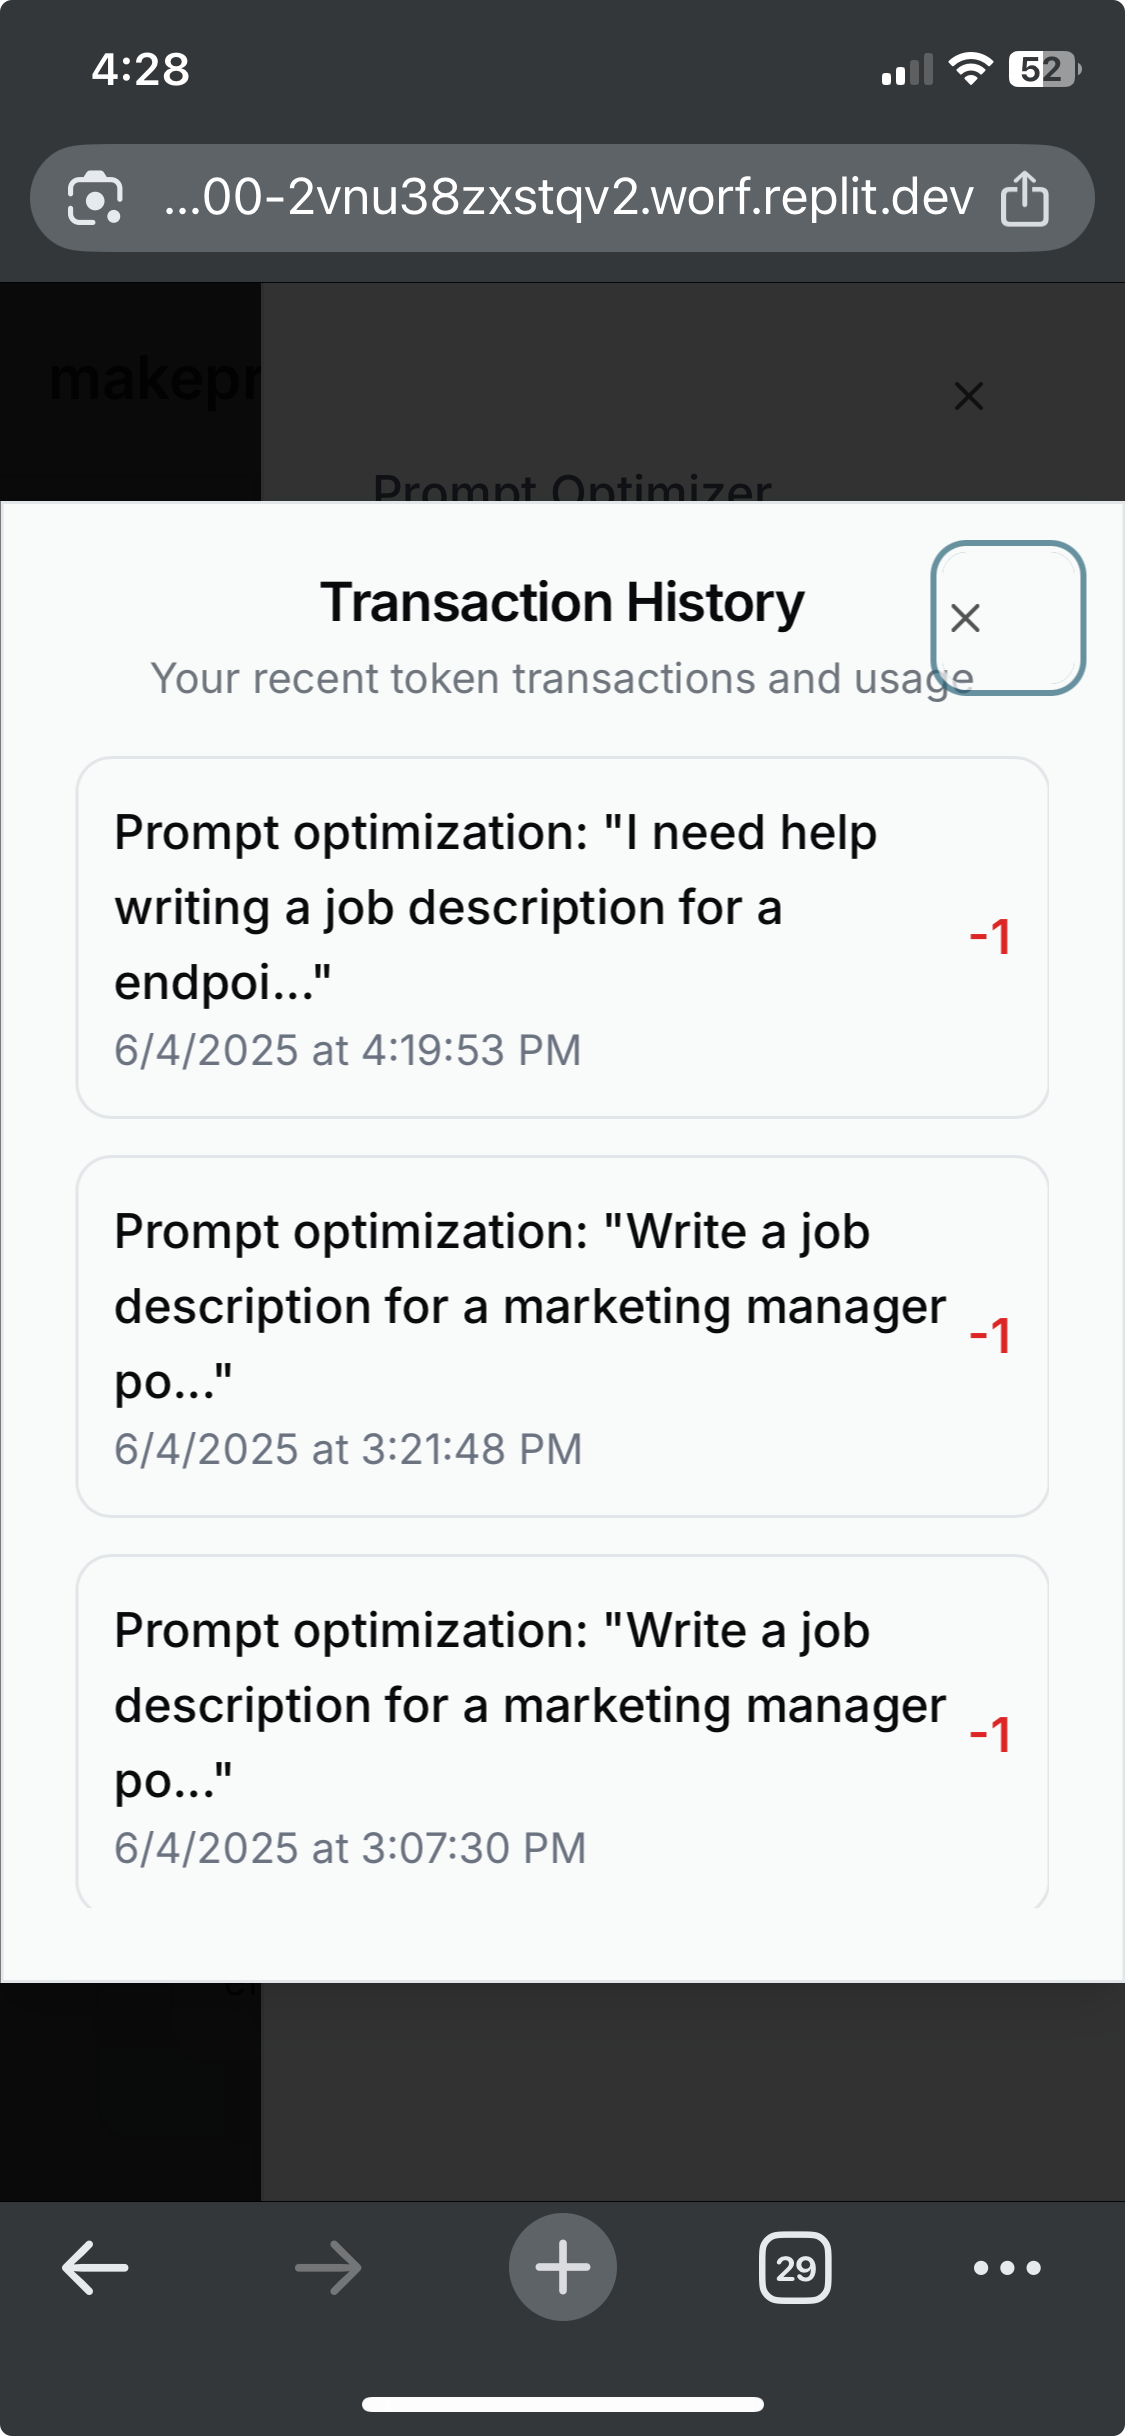 4:28
52
...00-2vnu38zxstqv2.worf.replit.dev
makepr
Prompt Optimizer
Transaction History
Your recent token transactions and usage
Prompt optimization: "I need help
writing a job description for a
endpoi..."
-1
6/4/2025 at 4:19:53 PM
Prompt optimization: "Write a job
description for a marketing manager
po..."
-1
6/4/2025 at 3:21:48 PM
Prompt optimization: "Write a job
description for a marketing manager
po..."
-1
6/4/2025 at 3:07:30 PM
29